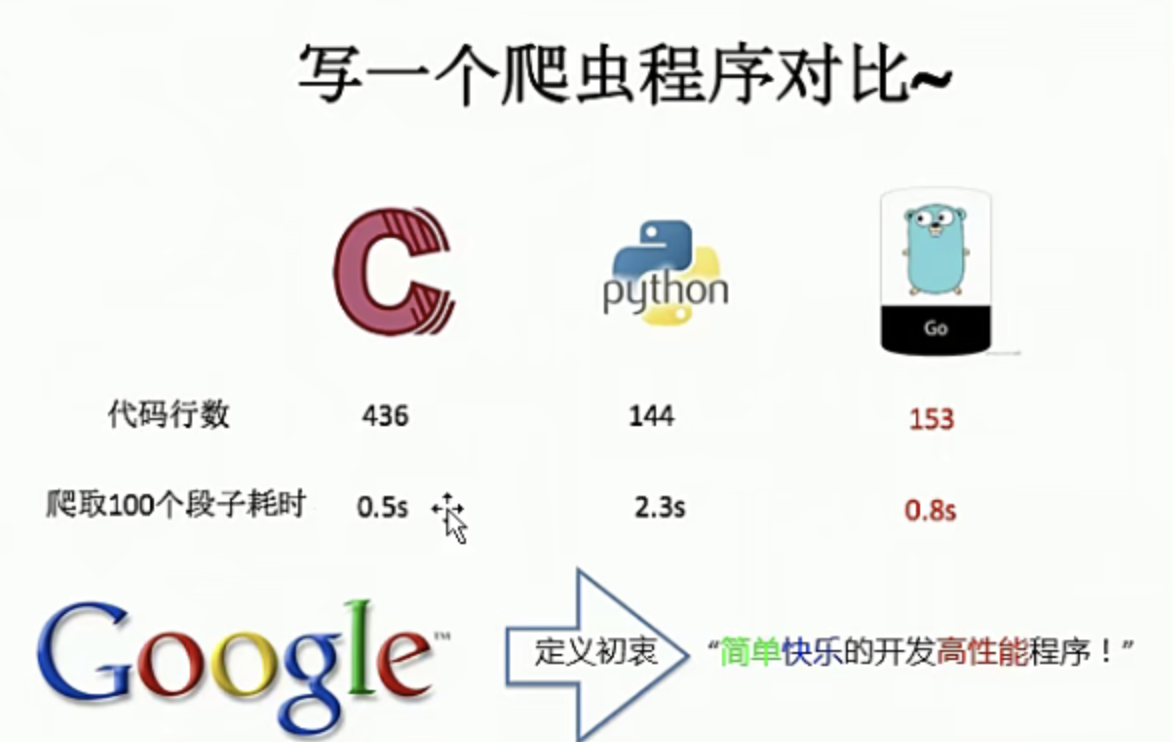 写一个爬虫程序对比~
C
python
Go
代码行数 436 144 153
爬取100个段子耗时 0.5s 2.3s 0.8s
Google™
定义初衷
“简单快乐的开发高性能程序！”